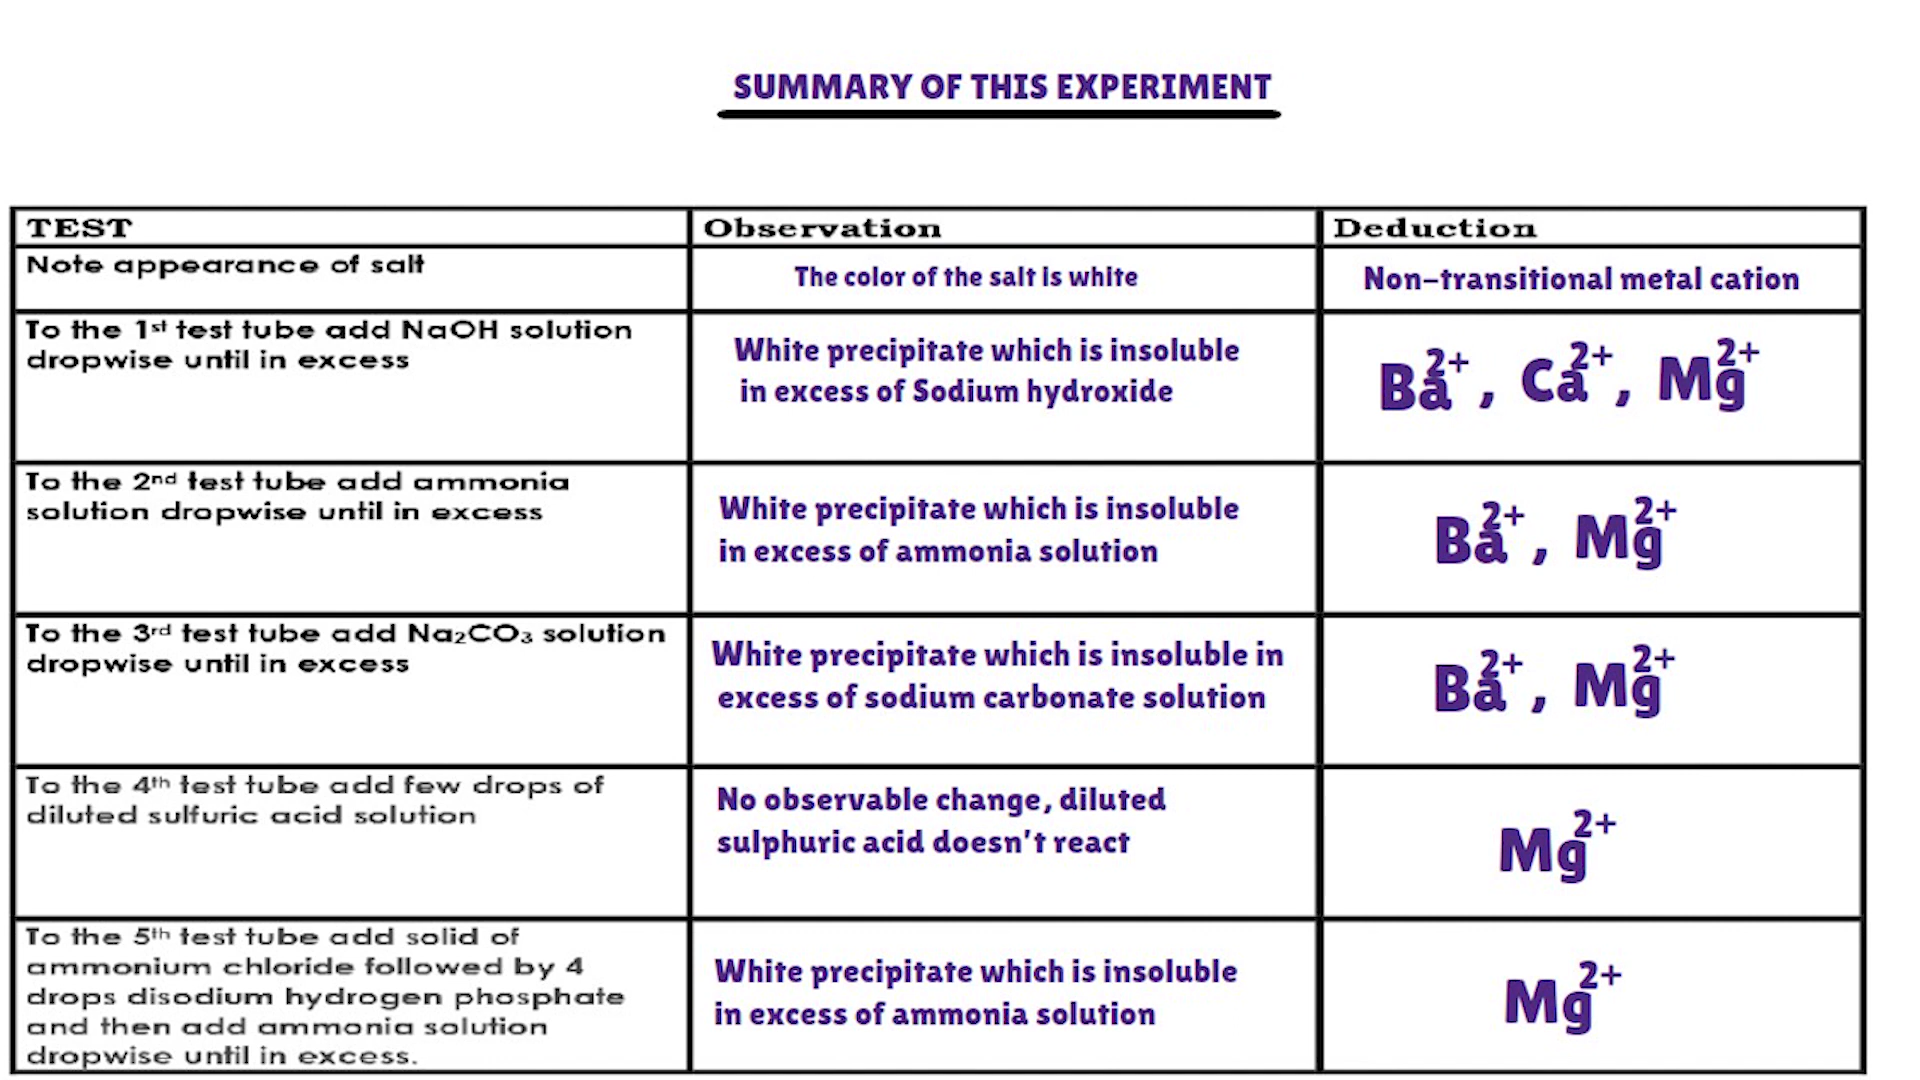 SUMMARY OF THIS EXPERIMENT
TEST
Observation
Deduction
Note appearance of salt
The color of the salt is white
Non-transitional metal cation
To the 1st test tube add NaOH solution
dropwise until in excess
White precipitate which is insoluble
in excess of Sodium hydroxide
Ba2+ , Ca2+ , Mg2+
To the 2nd test tube add ammonia
solution dropwise until in excess
White precipitate which is insoluble
in excess of ammonia solution
Ba2+ , Mg2+
To the 3rd test tube add Na₂CO₃ solution
dropwise until in excess
White precipitate which is insoluble in
excess of sodium carbonate solution
Ba2+ , Mg2+
To the 4th test tube add few drops of
diluted sulfuric acid solution
No observable change, diluted
sulphuric acid doesn't react
Mg2+
To the 5th test tube add solid of
ammonium chloride followed by 4
drops disodium hydrogen phosphate
and then add ammonia solution
dropwise until in excess.
White precipitate which is insoluble
in excess of ammonia solution
Mg2+